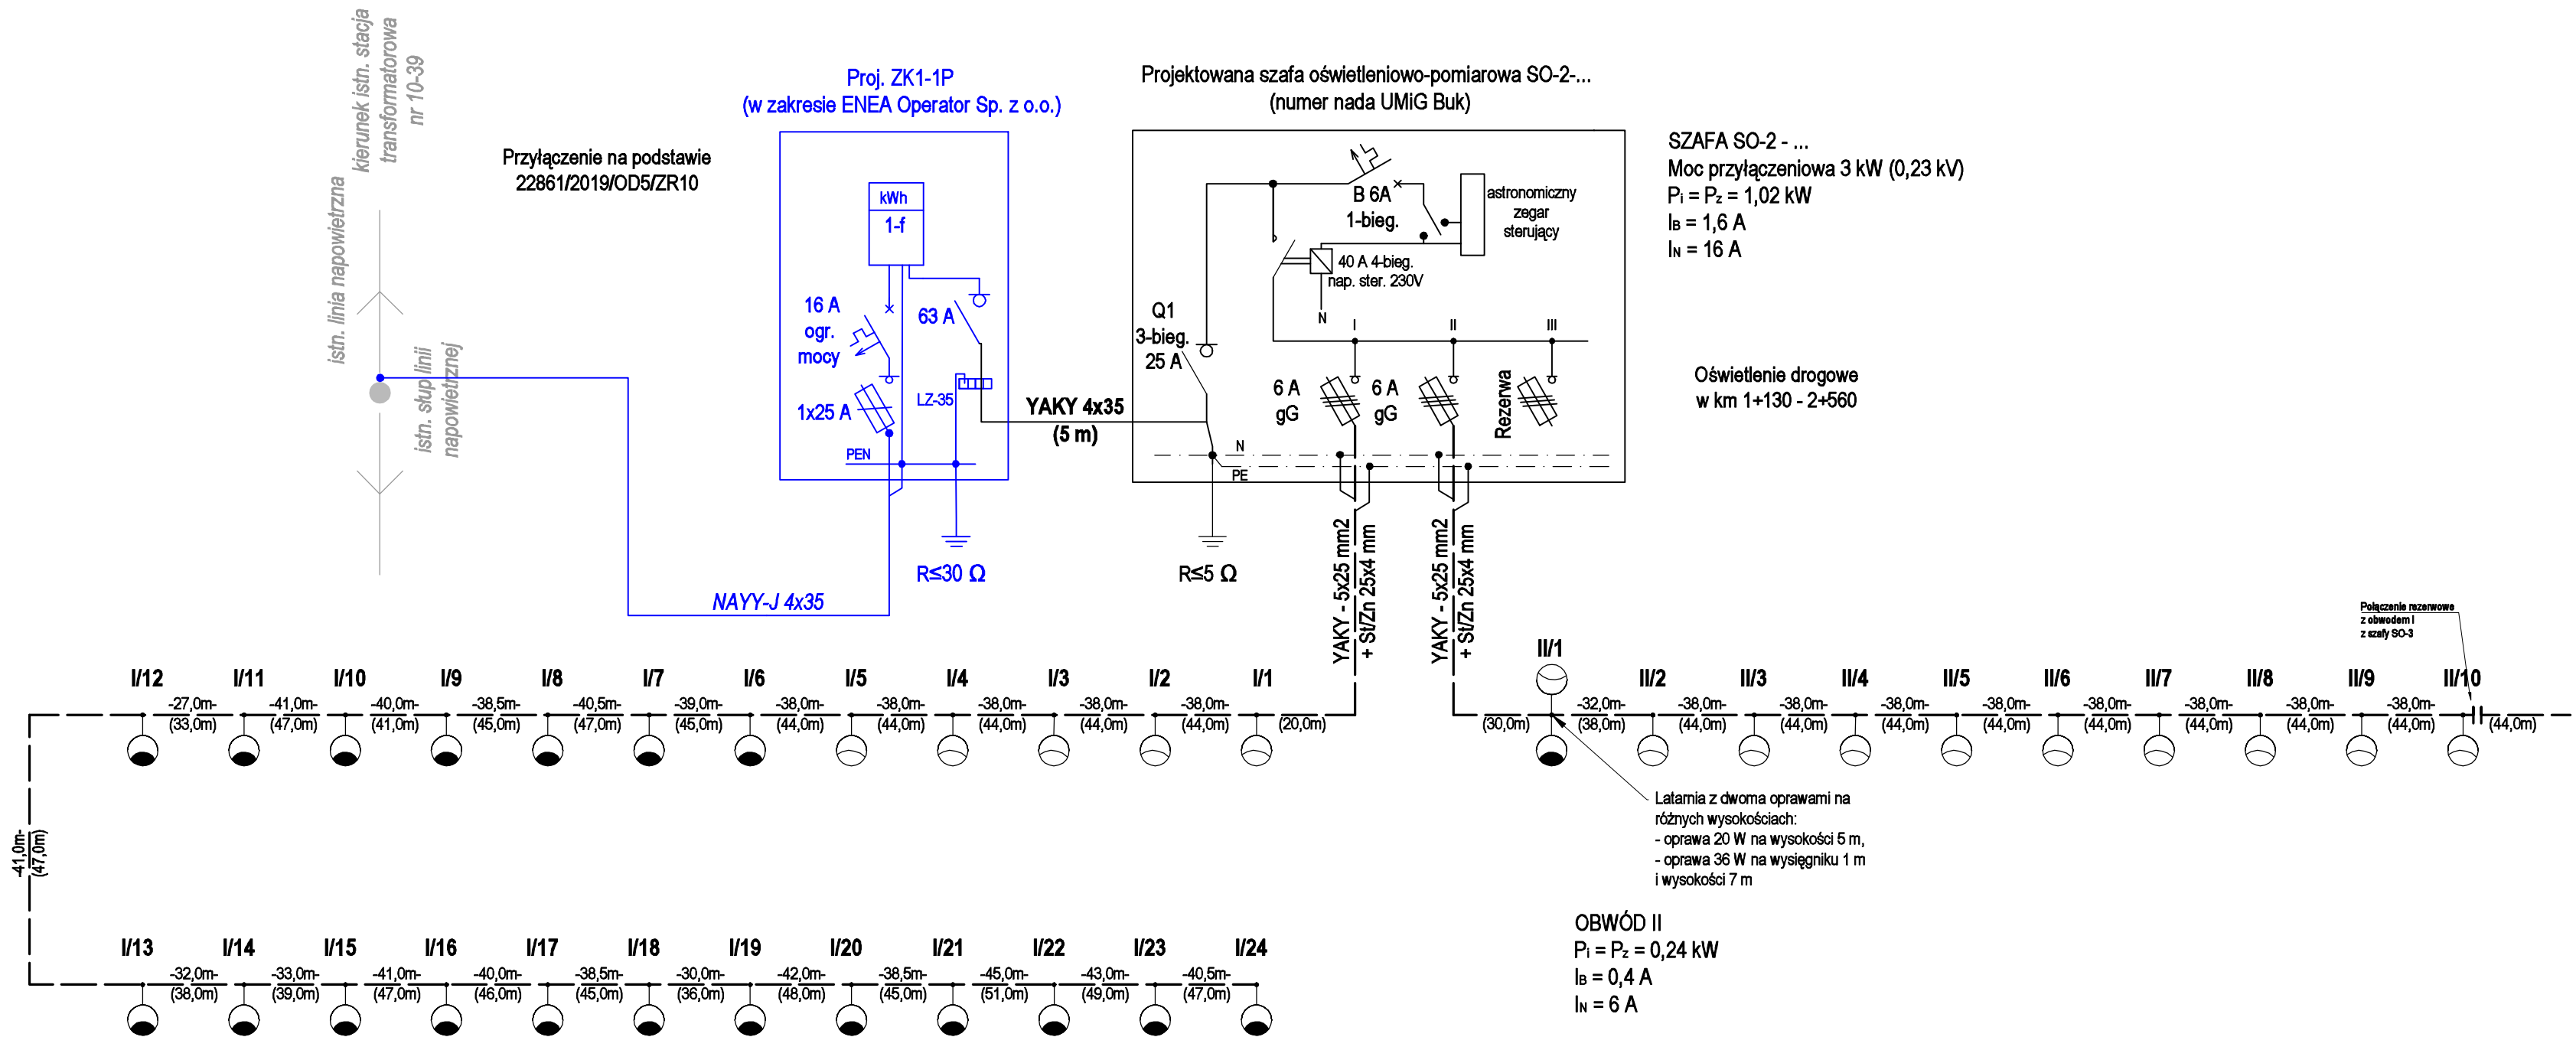 kierunek istn. stacja
transformatorowa
nr 10-39
istn. linia napowietrzna
istn. słup linii
napowietrznej
Przyłączenie na podstawie
22861/2019/OD5/ZR10
Proj. ZK1-1P
(w zakresie ENEA Operator Sp. z o.o.)
kWh
1-f
16 A
ogr.
mocy
63 A
1x25 A
LZ-35
PEN
R≤30 Ω
NAYY-J 4x35
YAKY 4x35
(5 m)
Projektowana szafa oświetleniowo-pomiarowa SO-2-...
(numer nada UMiG Buk)
B 6A
1-bieg.
astronomiczny
zegar
sterujący
40 A 4-bieg.
nap. ster. 230V
N
Q1
3-bieg.
25 A
I
II
III
6 A
gG
6 A
gG
Rezerwa
N
PE
R≤5 Ω
YAKY - 5x25 mm2
+ St/Zn 25x4 mm
YAKY - 5x25 mm2
+ St/Zn 25x4 mm
SZAFA SO-2 - ...
Moc przyłączeniowa 3 kW (0,23 kV)
Pi = Pz = 1,02 kW
IB = 1,6 A
IN = 16 A
Oświetlenie drogowe
w km 1+130 - 2+560
Połączenie rezerwowe
z obwodem I
z szafy SO-3
I/12 I/11 I/10 I/9 I/8 I/7 I/6 I/5 I/4 I/3 I/2 I/1
-27,0m- -41,0m- -40,0m- -38,5m- -40,5m- -39,0m- -38,0m- -38,0m- -38,0m- -38,0m- -38,0m-
(33,0m) (47,0m) (41,0m) (45,0m) (47,0m) (45,0m) (44,0m) (44,0m) (44,0m) (44,0m) (44,0m) (20,0m)
II/1 II/2 II/3 II/4 II/5 II/6 II/7 II/8 II/9 II/10
-32,0m- -38,0m- -38,0m- -38,0m- -38,0m- -38,0m- -38,0m- -38,0m- -38,0m-
(30,0m) (38,0m) (44,0m) (44,0m) (44,0m) (44,0m) (44,0m) (44,0m) (44,0m) (44,0m) (44,0m)
Latarnia z dwoma oprawami na
różnych wysokościach:
- oprawa 20 W na wysokości 5 m,
- oprawa 36 W na wysięgniku 1 m
i wysokości 7 m
-41,0m-
(47,0m)
I/13 I/14 I/15 I/16 I/17 I/18 I/19 I/20 I/21 I/22 I/23 I/24
-32,0m- -33,0m- -41,0m- -40,0m- -38,5m- -30,0m- -42,0m- -38,5m- -45,0m- -43,0m- -40,5m-
(38,0m) (39,0m) (47,0m) (46,0m) (45,0m) (36,0m) (48,0m) (45,0m) (51,0m) (49,0m) (47,0m)
OBWÓD II
Pi = Pz = 0,24 kW
IB = 0,4 A
IN = 6 A